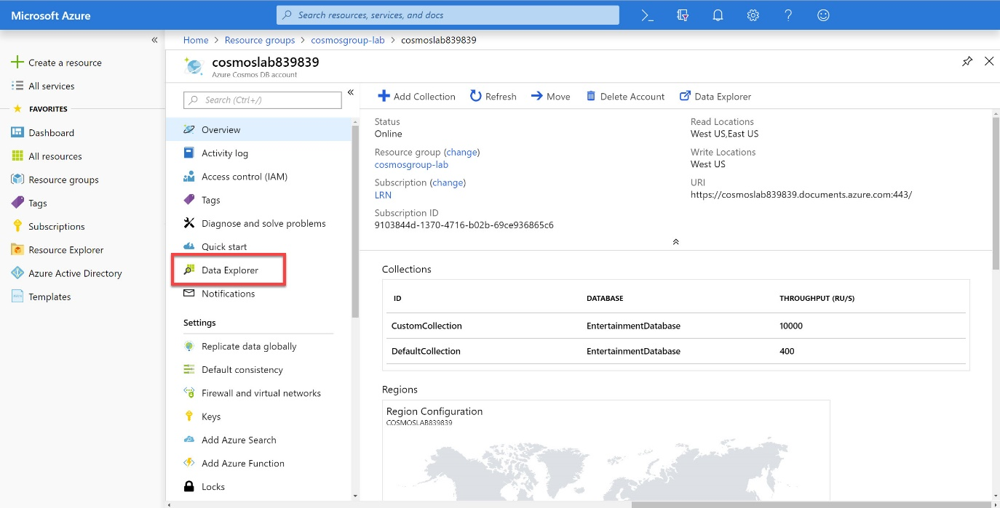 Microsoft Azure
Search resources, services, and docs
Home > Resource groups > cosmosgroup-lab > cosmoslab839839
Create a resource
All services
FAVORITES
Dashboard
All resources
Resource groups
Tags
Subscriptions
Resource Explorer
Azure Active Directory
Templates
cosmoslab839839
Azure Cosmos DB account
Search (Ctrl+/)
Overview
Activity log
Access control (IAM)
Tags
Diagnose and solve problems
Quick start
Data Explorer
Notifications
Settings
Replicate data globally
Default consistency
Firewall and virtual networks
Keys
Add Azure Search
Add Azure Function
Locks
Add Collection Refresh Move Delete Account Data Explorer
Status
Online
Resource group (change)
cosmosgroup-lab
Subscription (change)
LRN
Subscription ID
9103844d-1370-4716-b02b-69ce936865c6
Read Locations
West US,East US
Write Locations
West US
URI
https://cosmoslab839839.documents.azure.com:443/
Collections
ID DATABASE THROUGHPUT (RU/S)
CustomCollection EntertainmentDatabase 10000
DefaultCollection EntertainmentDatabase 400
Regions
Region Configuration
COSMOSLAB839839